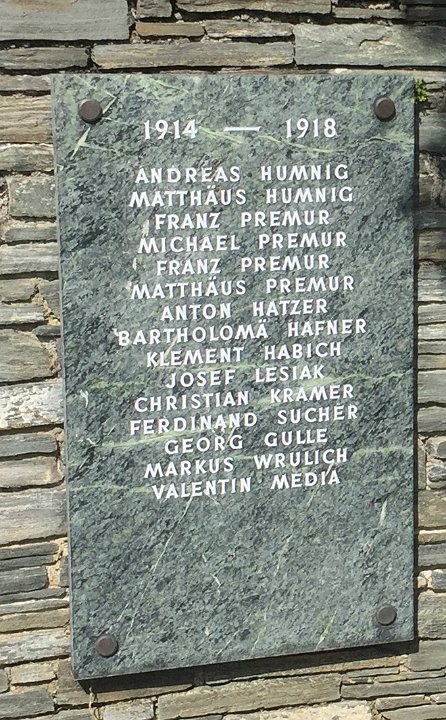 1914 — 1918
ANDREAS HUMNIG
MATTHÄUS HUMNIG
FRANZ PREMUR
MICHAEL PREMUR
FRANZ PREMUR
MATTHÄUS PREMUR
ANTON HATZER
BARTHOLOMÄ HAFNER
KLEMENT HABICH
JOSEF LESIAK
CHRISTIAN KRAMER
FERDINAND SUCHER
GEORG GULLE
MARKUS WRULICH
VALENTIN MEDIA